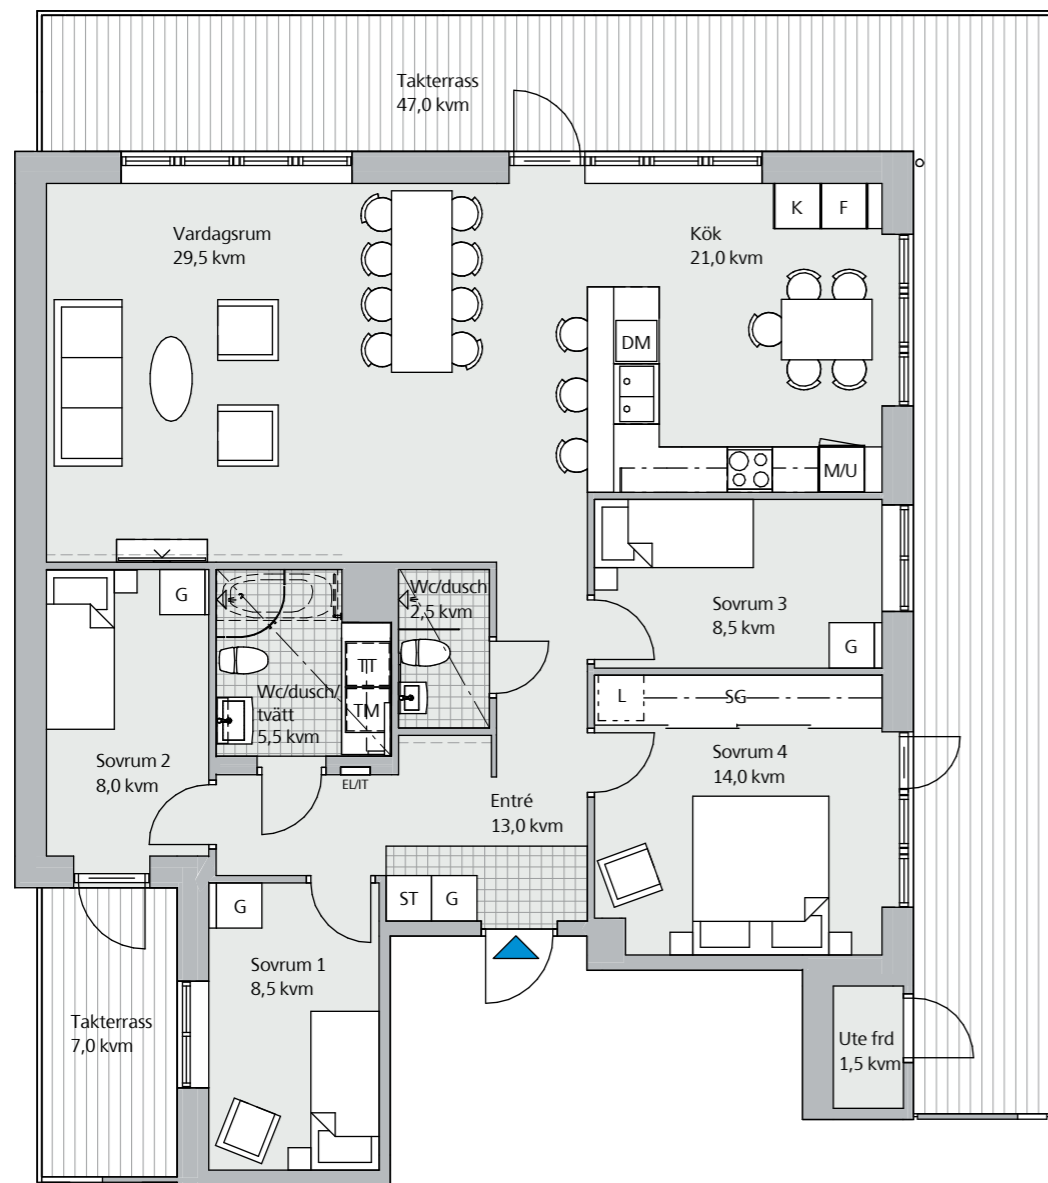 Takterrass
47,0 kvm
Vardagsrum
29,5 kvm
Kök
21,0 kvm
K
F
DM
M/U
Wc/dusch
2,5 kvm
G
Sovrum 3
8,5 kvm
G
TT
TM
Wc/dusch/
tvätt
5,5 kvm
L
SG
Sovrum 2
8,0 kvm
Sovrum 4
14,0 kvm
EL/IT
Entré
13,0 kvm
G
ST
G
Sovrum 1
8,5 kvm
Takterrass
7,0 kvm
Ute frd
1,5 kvm